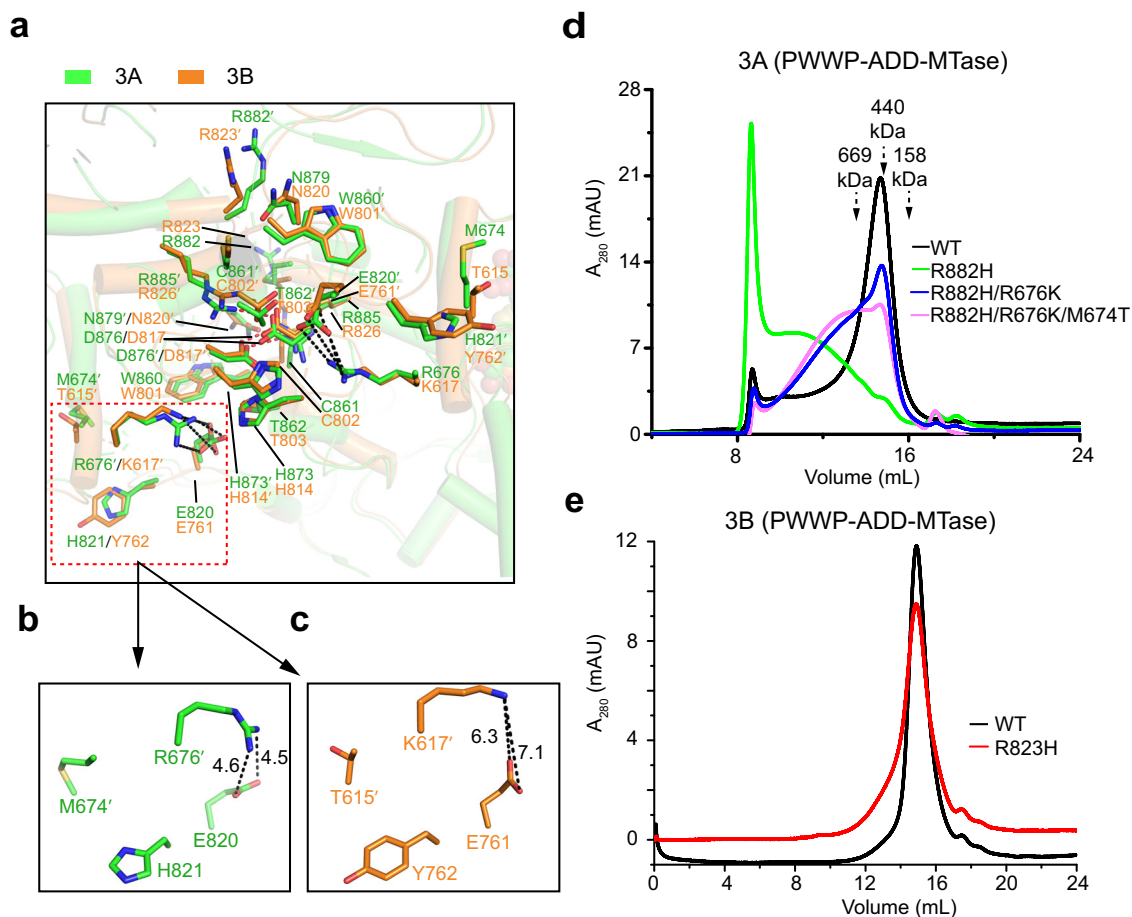 a
3A 3B
R882′
R823′
N879
N820
W860′
W801′
M674
T615
R823
R882
C861′
C802′
E820′
E761′
T862′
T803′
R885′
R826′
R885
R826
N879′/N820′
D876/D817
D876′/D817′
H821′
Y762′
M674′
T615′
W860
W801
R676
K617
C861
C802
T862
T803
R676′/K617′
H873′
H814′
H873
H814
E820
E761
H821/Y762
b
R676′
4.6
4.5
M674′
E820
H821
c
K617′
6.3
7.1
T615′
E761
Y762
d
3A (PWWP-ADD-MTase)
28
21
14
7
0
A280 (mAU)
440
kDa
669
kDa
158
kDa
WT
R882H
R882H/R676K
R882H/R676K/M674T
8 16 24
Volume (mL)
e
3B (PWWP-ADD-MTase)
12
8
4
0
A280 (mAU)
WT
R823H
0 4 8 12 16 20 24
Volume (mL)